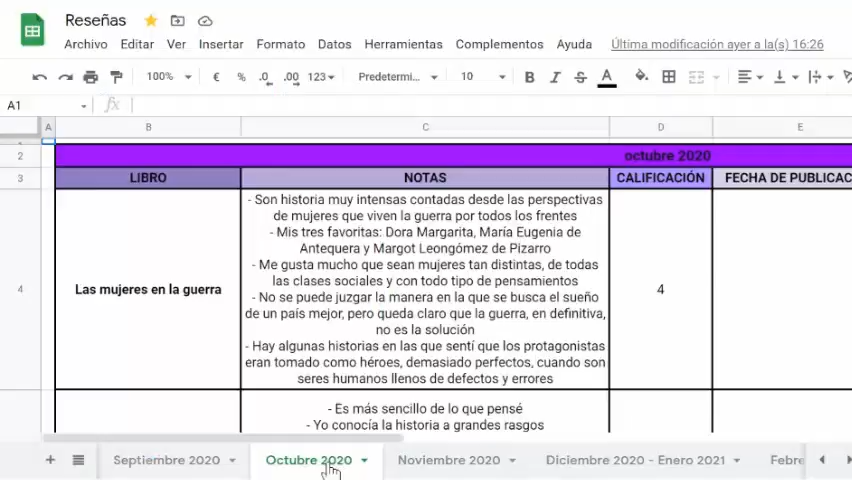 Reseñas
Archivo Editar Ver Insertar Formato Datos Herramientas Complementos Ayuda Última modificación ayer a la(s) 16:26
100% € % .0 .00 123 Predetermi... 10 B I S A
A1 fx
A B C D E
2 octubre 2020
3 LIBRO NOTAS CALIFICACIÓN FECHA DE PUBLICAC
- Son historia muy intensas contadas desde las perspectivas
de mujeres que viven la guerra por todos los frentes
- Mis tres favoritas: Dora Margarita, María Eugenia de
Antequera y Margot Leongómez de Pizarro
- Me gusta mucho que sean mujeres tan distintas, de todas
las clases sociales y con todo tipo de pensamientos
4 Las mujeres en la guerra 4
- No se puede juzgar la manera en la que se busca el sueño
de un país mejor, pero queda claro que la guerra, en definitiva,
no es la solución
- Hay algunas historias en las que sentí que los protagonistas
eran tomado como héroes, demasiado perfectos, cuando son
seres humanos llenos de defectos y errores
- Es más sencillo de lo que pensé
- Yo conocía la historia a grandes rasgos
Septiembre 2020 Octubre 2020 Noviembre 2020 Diciembre 2020 - Enero 2021 Febre